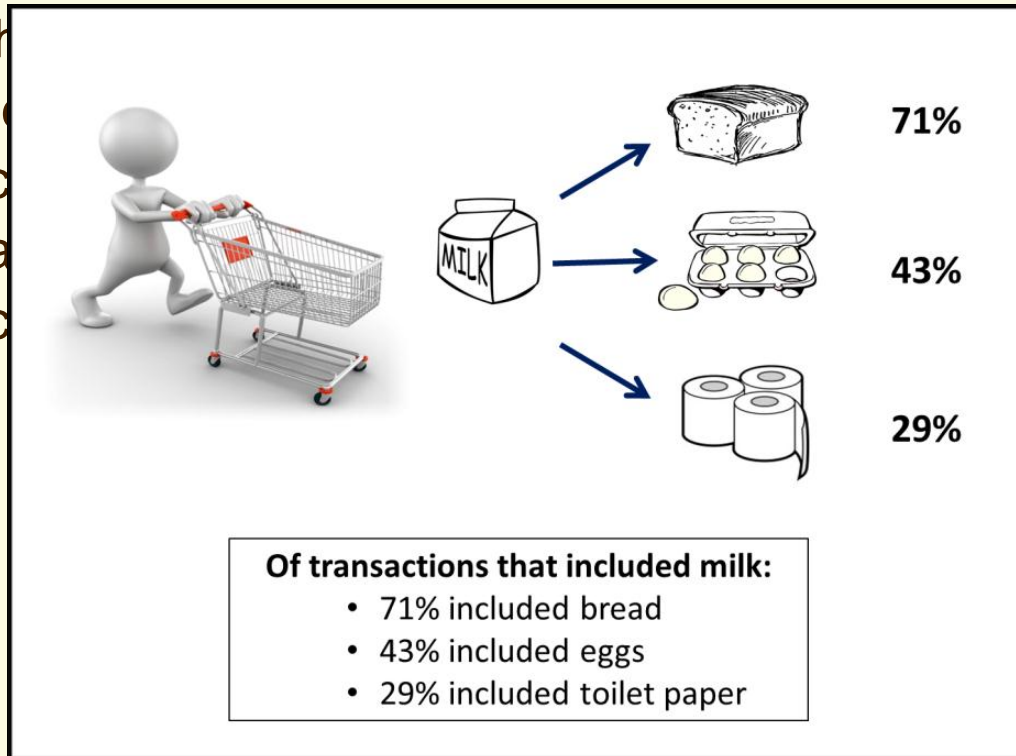 71%
MILK
43%
29%
Of transactions that included milk:
• 71% included bread
• 43% included eggs
• 29% included toilet paper